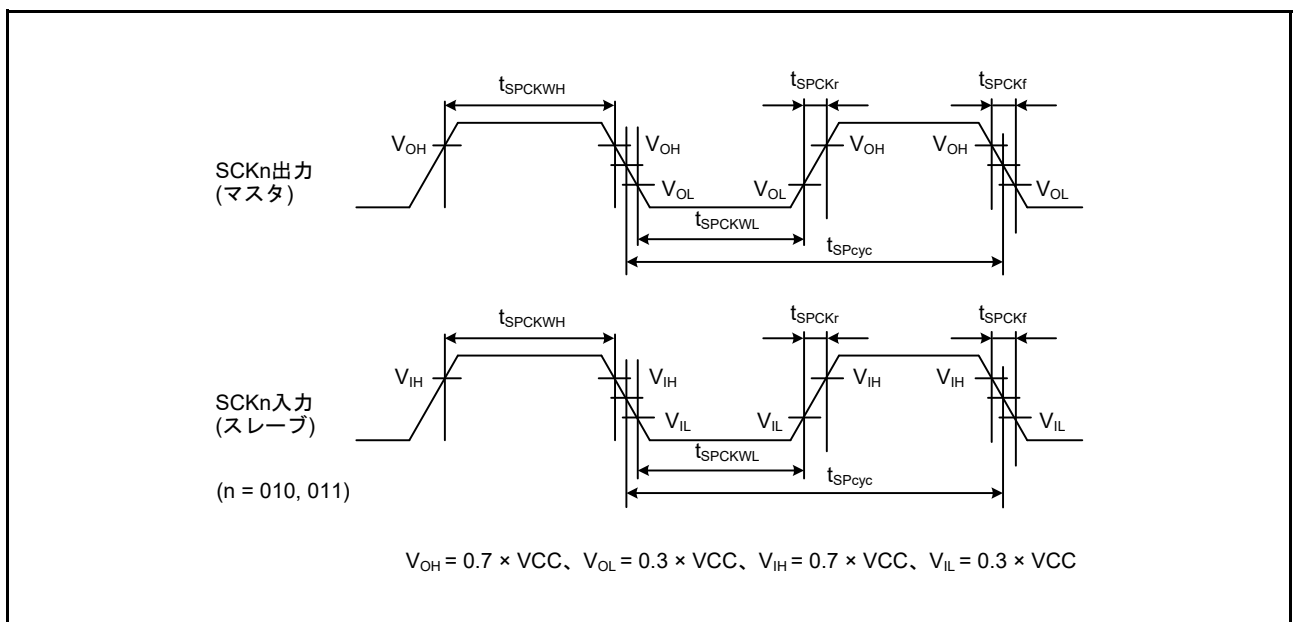 tSPCKWH
tSPCKr
tSPCKf
VOH
VOH
VOH
VOH
SCKn出力
(マスタ)
VOL
VOL
VOL
tSPCKWL
tSPcyc
tSPCKWH
tSPCKr
tSPCKf
VIH
VIH
VIH
VIH
SCKn入力
(スレーブ)
VIL
VIL
VIL
tSPCKWL
tSPcyc
(n = 010, 011)
VOH = 0.7 × VCC、VOL = 0.3 × VCC、VIH = 0.7 × VCC、VIL = 0.3 × VCC